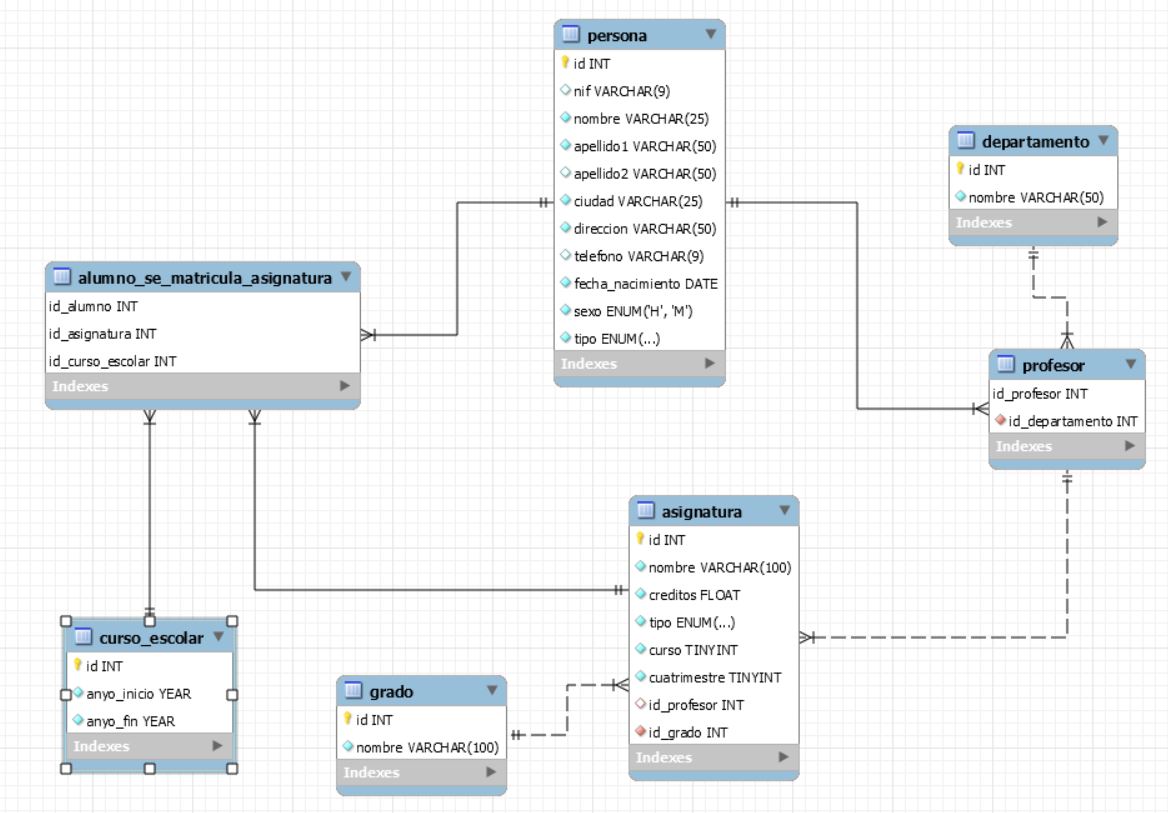 persona
id INT
nif VARCHAR(9)
nombre VARCHAR(25)
apellido1 VARCHAR(50)
apellido2 VARCHAR(50)
ciudad VARCHAR(25)
direccion VARCHAR(50)
telefono VARCHAR(9)
fecha_nacimiento DATE
sexo ENUM('H', 'M')
tipo ENUM(...)
Indexes
departamento
id INT
nombre VARCHAR(50)
Indexes
alumno_se_matricula_asignatura
id_alumno INT
id_asignatura INT
id_curso_escolar INT
Indexes
profesor
id_profesor INT
id_departamento INT
Indexes
asignatura
id INT
nombre VARCHAR(100)
creditos FLOAT
tipo ENUM(...)
curso TINYINT
cuatrimestre TINYINT
id_profesor INT
id_grado INT
Indexes
curso_escolar
id INT
anyo_inicio YEAR
anyo_fin YEAR
Indexes
grado
id INT
nombre VARCHAR(100)
Indexes